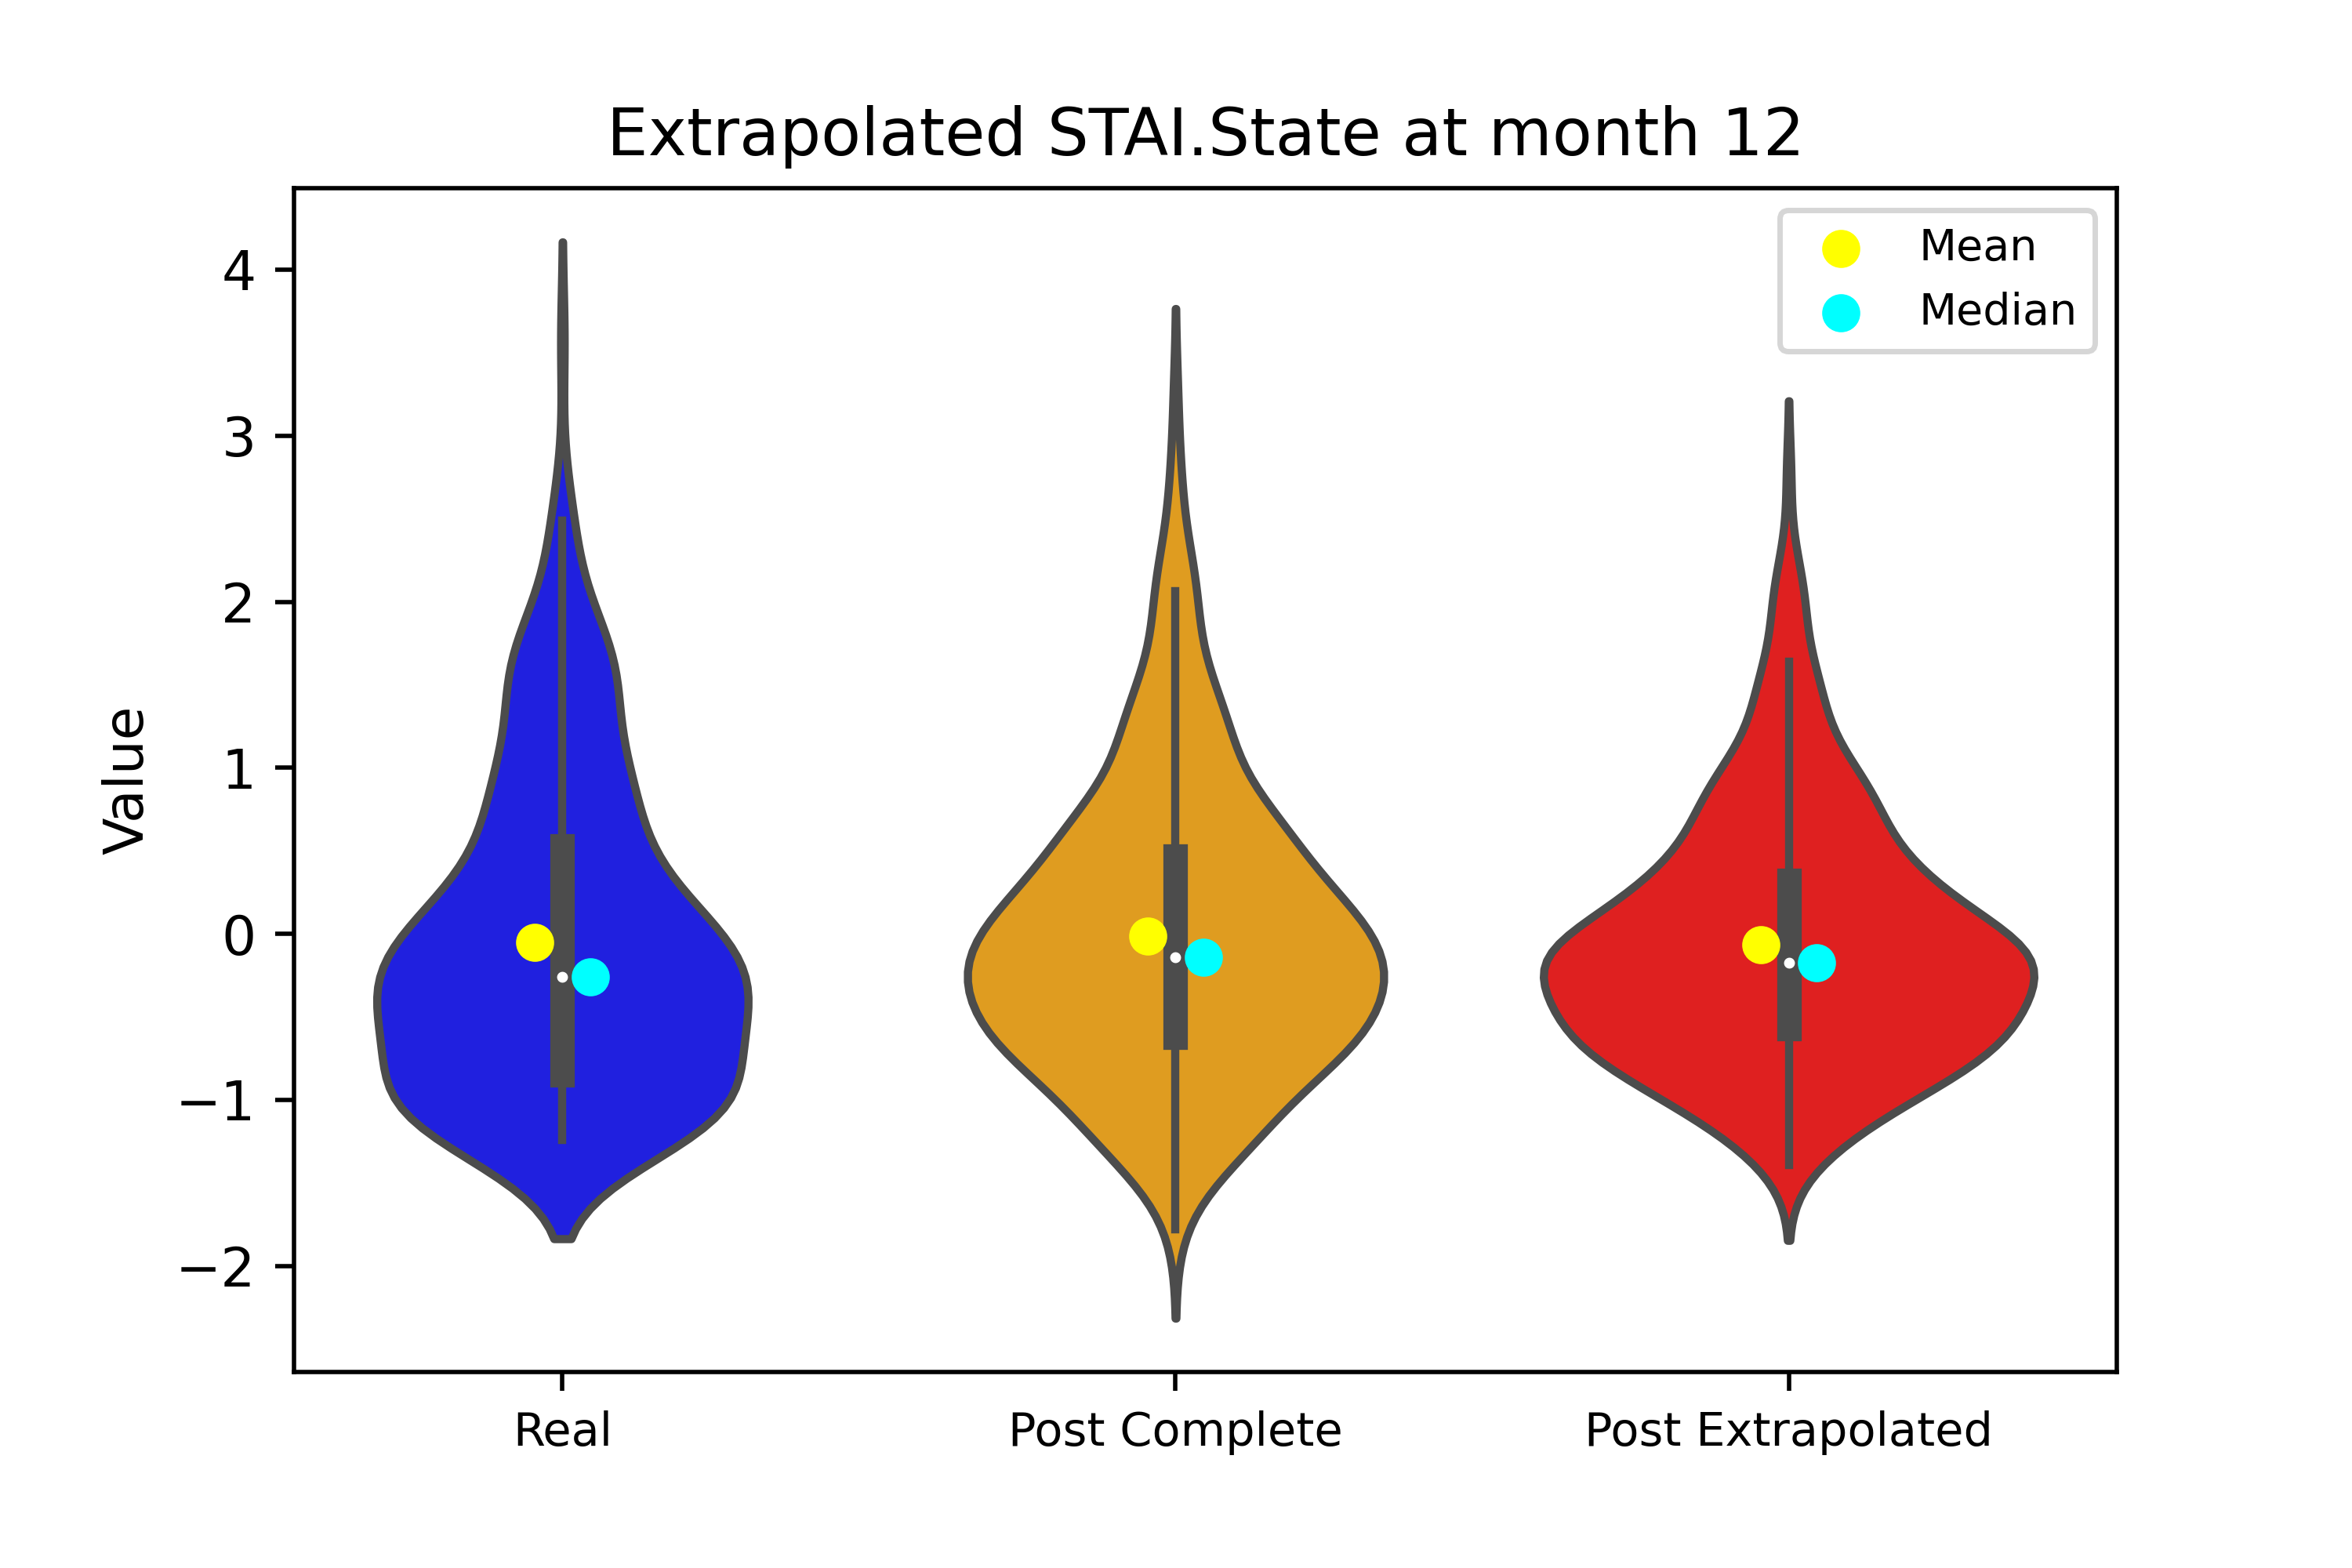 Extrapolated STAI.State at month 12
Mean
Median
4
3
2
1
0
−1
−2
Value
Real
Post Complete
Post Extrapolated